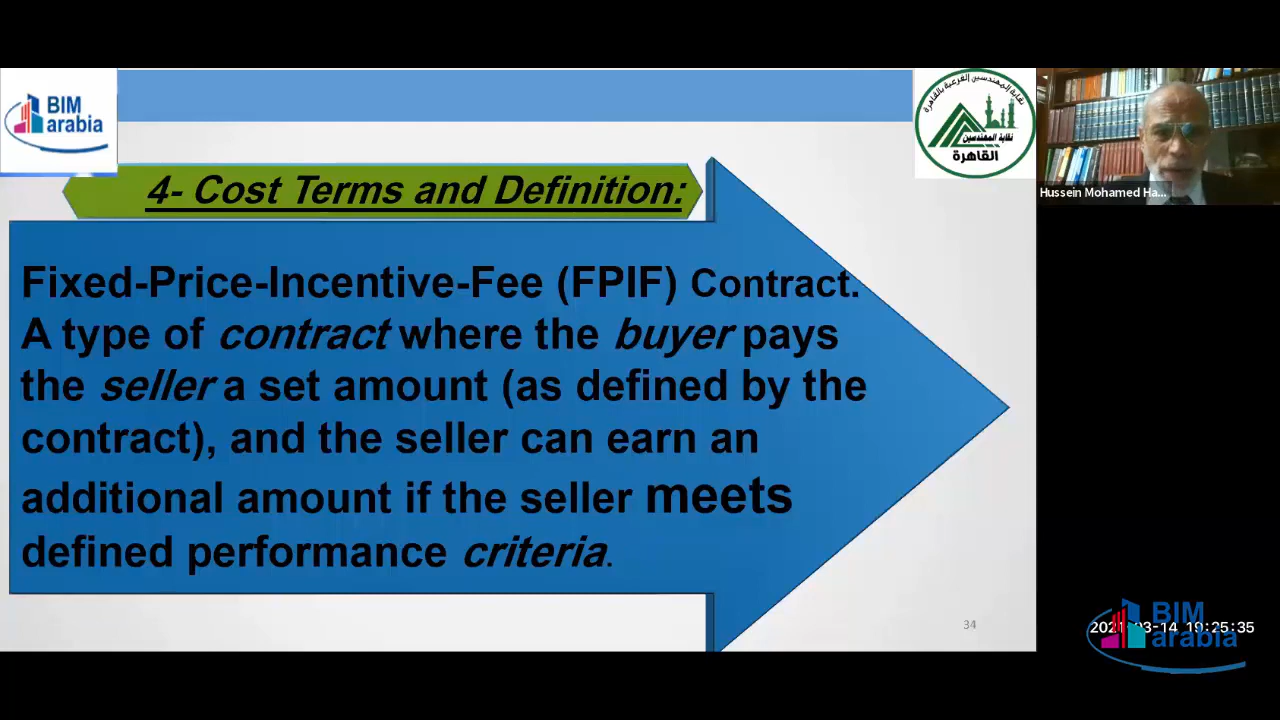 BIM
arabia
نقابة المهندسين الفرعية بالقاهرة
نقابة المهندسين
القاهرة
Hussein Mohamed Ha...
4- Cost Terms and Definition:
Fixed-Price-Incentive-Fee (FPIF) Contract.
A type of contract where the buyer pays
the seller a set amount (as defined by the
contract), and the seller can earn an
additional amount if the seller meets
defined performance criteria.
34
BIM
2021-03-14 19:25:35
arabia